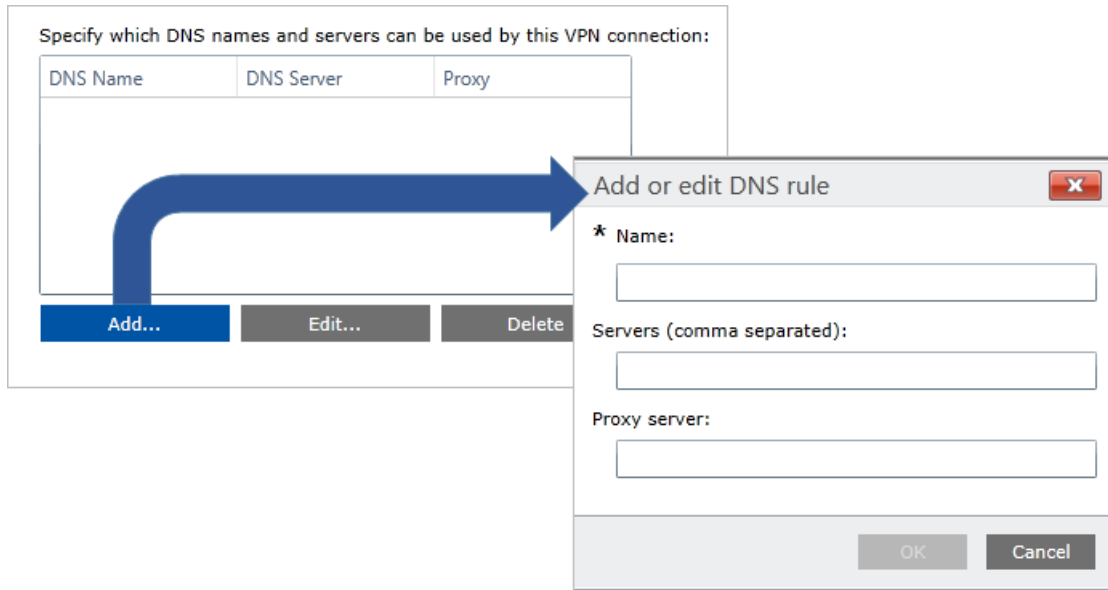 Specify which DNS names and servers can be used by this VPN connection:
DNS Name DNS Server Proxy
Add... Edit... Delete
Add or edit DNS rule
* Name:
Servers (comma separated):
Proxy server:
OK Cancel